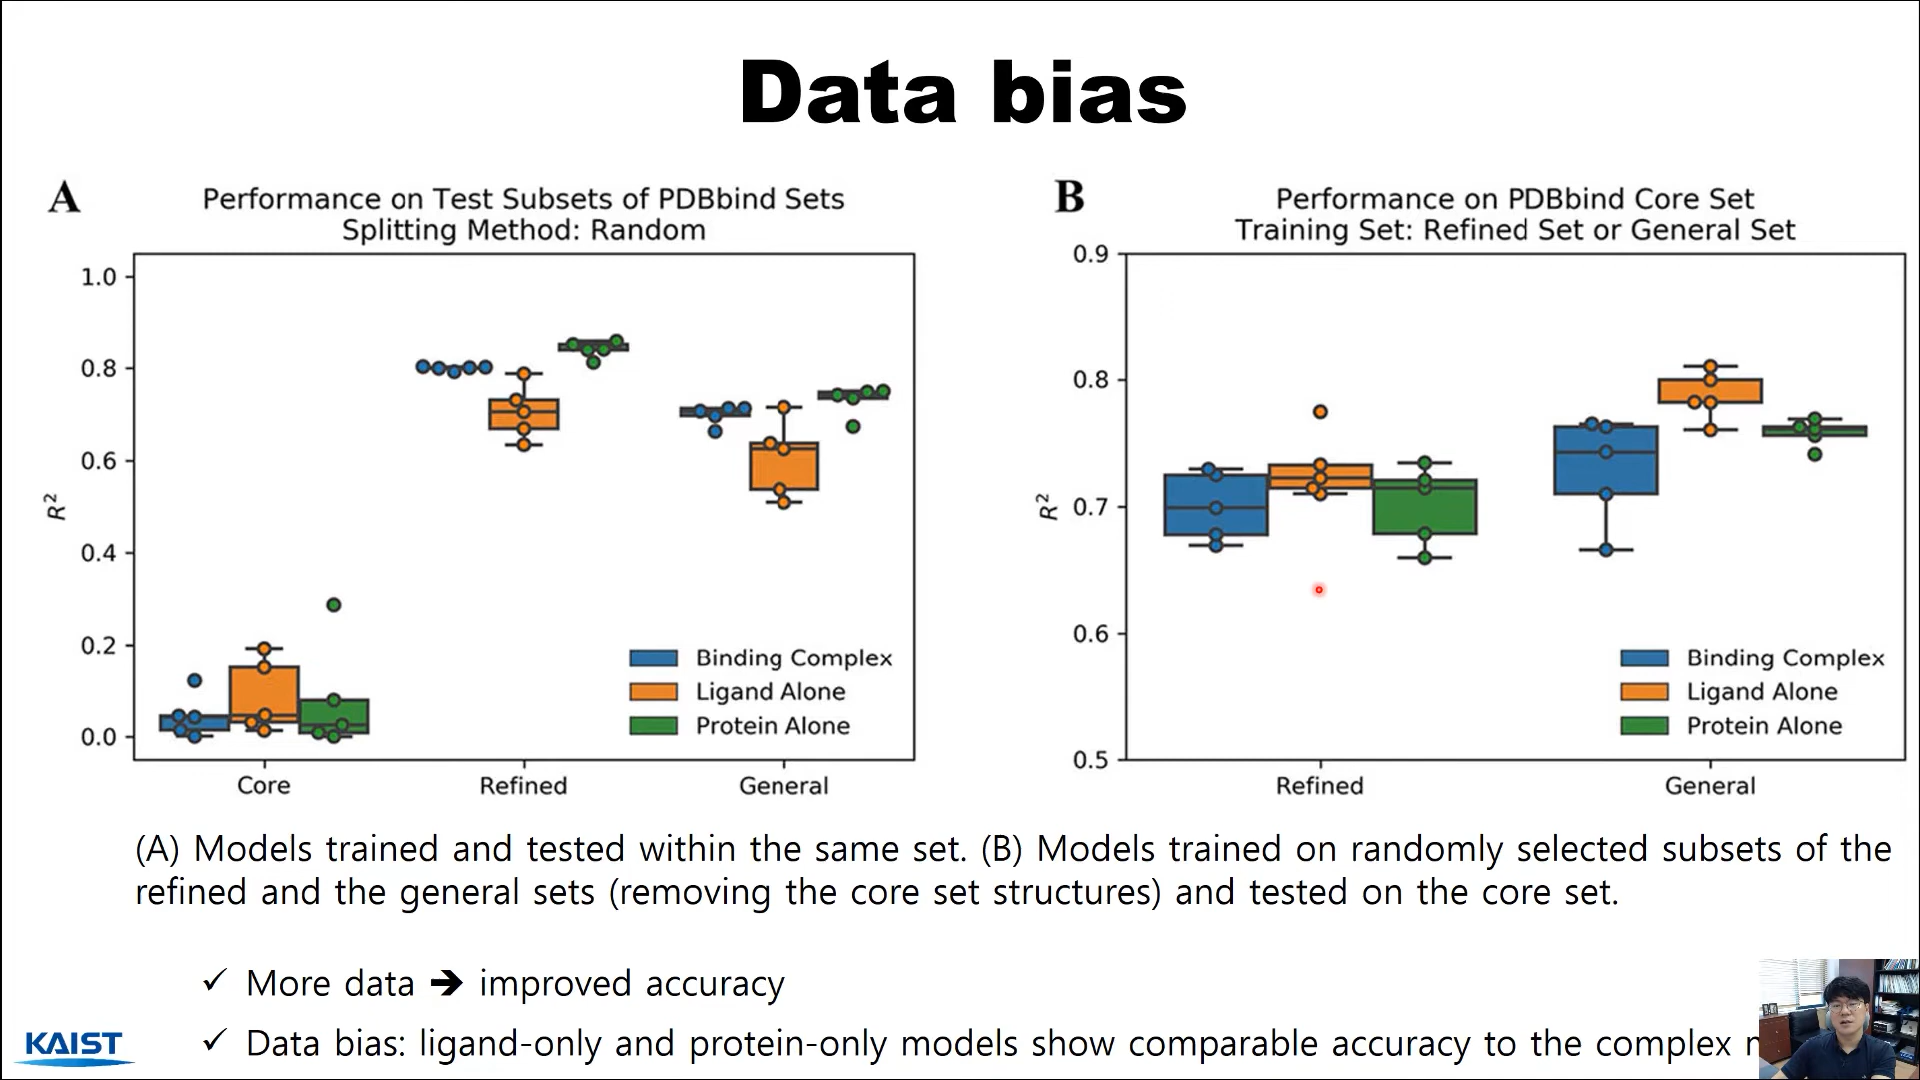 Data bias
A
Performance on Test Subsets of PDBbind Sets
Splitting Method: Random
1.0
0.8
0.6
0.4
0.2
0.0
R²
Core
Refined
General
Binding Complex
Ligand Alone
Protein Alone
B
Performance on PDBbind Core Set
Training Set: Refined Set or General Set
0.9
0.8
0.7
0.6
0.5
R²
Refined
General
Binding Complex
Ligand Alone
Protein Alone
(A) Models trained and tested within the same set. (B) Models trained on randomly selected subsets of the
refined and the general sets (removing the core set structures) and tested on the core set.
✓ More data ➔ improved accuracy
✓ Data bias: ligand-only and protein-only models show comparable accuracy to the complex
KAIST